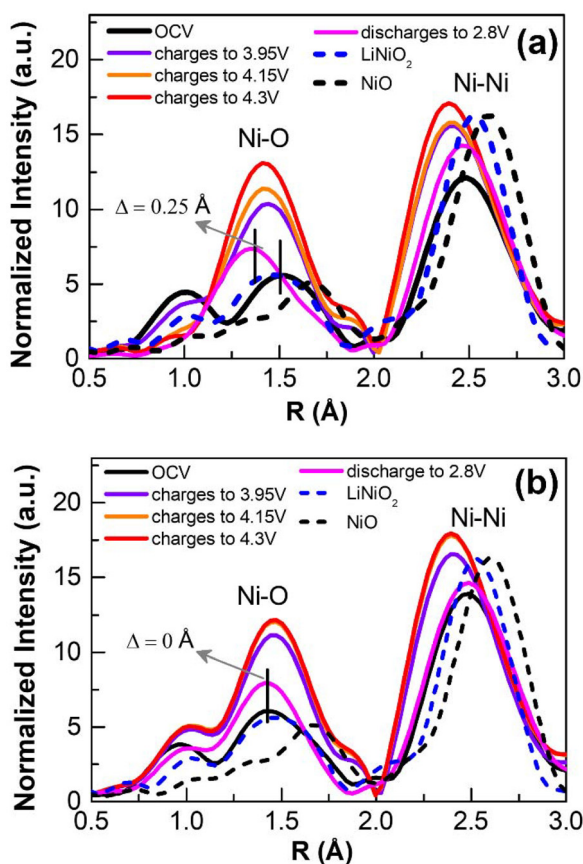 OCV
charges to 3.95V
charges to 4.15V
charges to 4.3V
discharges to 2.8V
LiNiO₂
NiO
(a)
Ni-Ni
Ni-O
Δ = 0.25 Å
Normalized Intensity (a.u.)
20
15
10
5
0
0.5 1.0 1.5 2.0 2.5 3.0
R (Å)
OCV
charges to 3.95V
charges to 4.15V
charges to 4.3V
discharge to 2.8V
LiNiO₂
NiO
(b)
Ni-Ni
Ni-O
Δ = 0 Å
Normalized Intensity (a.u.)
20
15
10
5
0
0.5 1.0 1.5 2.0 2.5 3.0
R (Å)